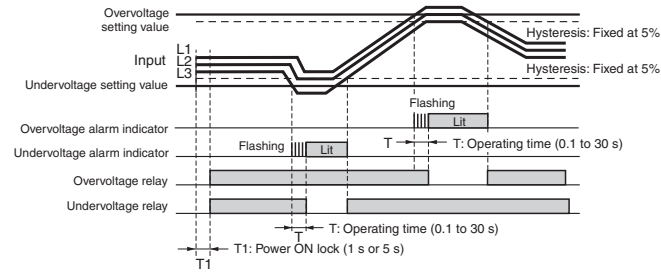 Overvoltage
setting value
Hysteresis: Fixed at 5%
L1
Input L2
L3
Hysteresis: Fixed at 5%
Undervoltage setting value
Flashing
Overvoltage alarm indicator
Lit
T
T: Operating time (0.1 to 30 s)
Undervoltage alarm indicator
Flashing
Lit
Overvoltage relay
Undervoltage relay
T
T: Operating time (0.1 to 30 s)
T1: Power ON lock (1 s or 5 s)
T1